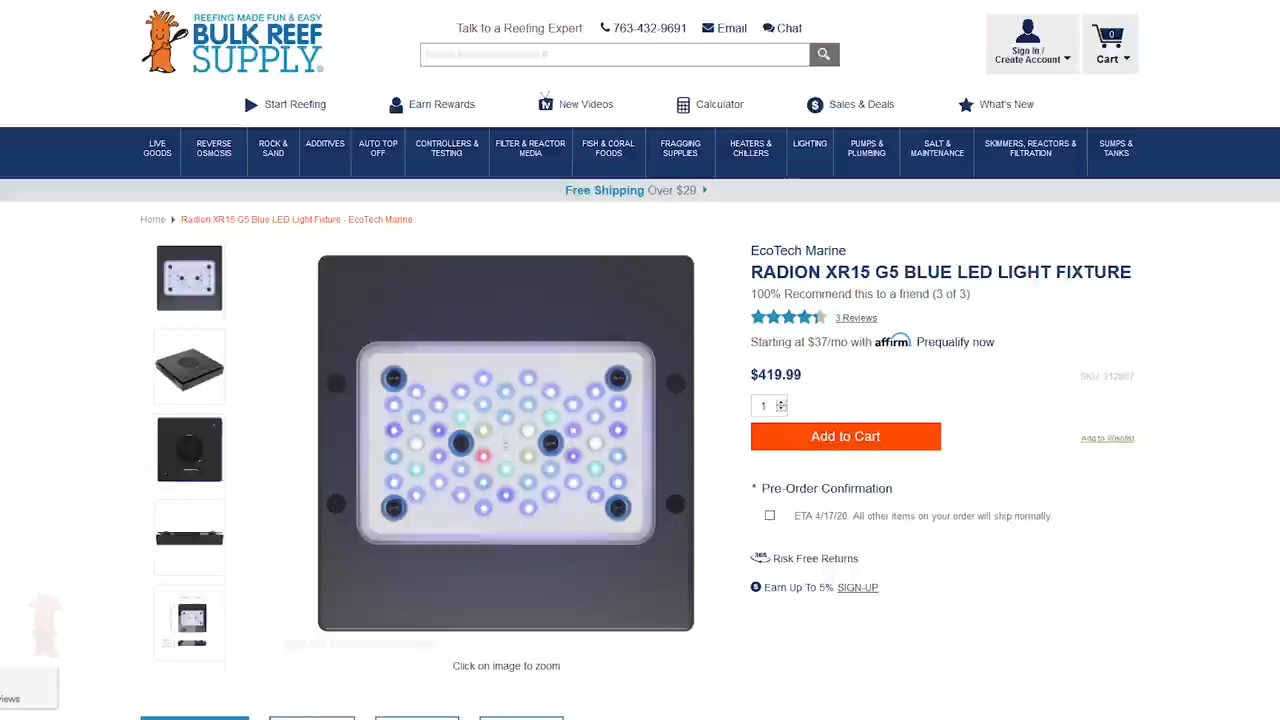 REEFING MADE FUN & EASY
BULK REEF
SUPPLY®
Talk to a Reefing Expert
763-432-9691
Email
Chat
Sign In /
Create Account
0
Cart
Start Reefing
Earn Rewards
tv
New Videos
Calculator
$
Sales & Deals
What's New
LIVE
GOODS
REVERSE
OSMOSIS
ROCK &
SAND
ADDITIVES
AUTO TOP
OFF
CONTROLLERS &
TESTING
FILTER & REACTOR
MEDIA
FISH & CORAL
FOODS
FRAGGING
SUPPLIES
HEATERS &
CHILLERS
LIGHTING
PUMPS &
PLUMBING
SALT &
MAINTENANCE
SKIMMERS, REACTORS &
FILTRATION
SUMPS &
TANKS
Free Shipping Over $29
Home
Radion XR15 G5 Blue LED Light Fixture - EcoTech Marine
EcoTech Marine
RADION XR15 G5 BLUE LED LIGHT FIXTURE
100% Recommend this to a friend (3 of 3)
3 Reviews
Starting at $37/mo with affirm. Prequalify now
$419.99
1
Add to Cart
Add to Wishlist
* Pre-Order Confirmation
ETA 4/17/20. All other items on your order will ship normally.
365 Risk Free Returns
$ Earn Up To 5% SIGN-UP
Click on image to zoom